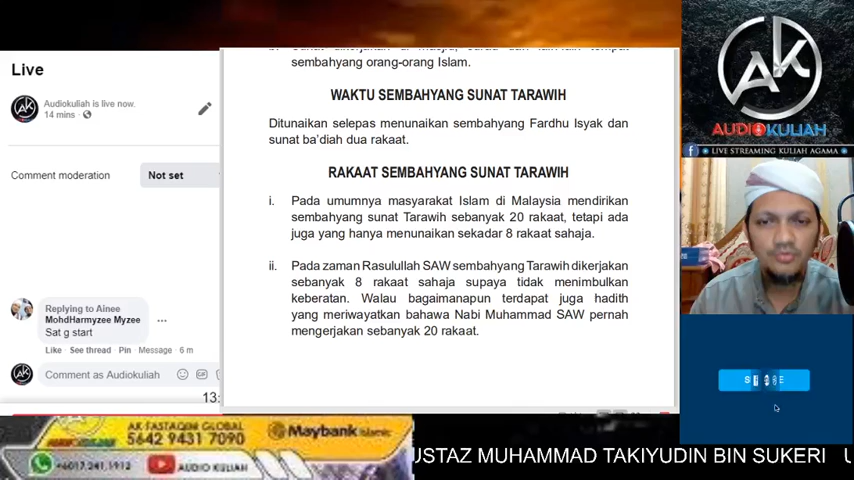 Live
Audiokuliah is live now.
14 mins
Comment moderation
Not set
Replying to Ainee
MohdHarmyzee Myzee
Sat g start
Like · See thread · Pin · Message · 6 m
Comment as Audiokuliah
GIF
13:
sembahyang orang-orang Islam.
WAKTU SEMBAHYANG SUNAT TARAWIH
Ditunaikan selepas menunaikan sembahyang Fardhu Isyak dan
sunat ba'diah dua rakaat.
RAKAAT SEMBAHYANG SUNAT TARAWIH
i. Pada umumnya masyarakat Islam di Malaysia mendirikan
sembahyang sunat Tarawih sebanyak 20 rakaat, tetapi ada
juga yang hanya menunaikan sekadar 8 rakaat sahaja.
ii. Pada zaman Rasulullah SAW sembahyang Tarawih dikerjakan
sebanyak 8 rakaat sahaja supaya tidak menimbulkan
keberatan. Walau bagaimanapun terdapat juga hadith
yang meriwayatkan bahawa Nabi Muhammad SAW pernah
mengerjakan sebanyak 20 rakaat.
AK
AUDIOKULIAH
f LIVE STREAMING KULIAH AGAMA
AK FASTAQIM GLOBAL
5642 9431 7090
Maybank Islamic
+6017.241.1912
AUDIO KULIAH
USTAZ MUHAMMAD TAKIYUDIN BIN SUKERI